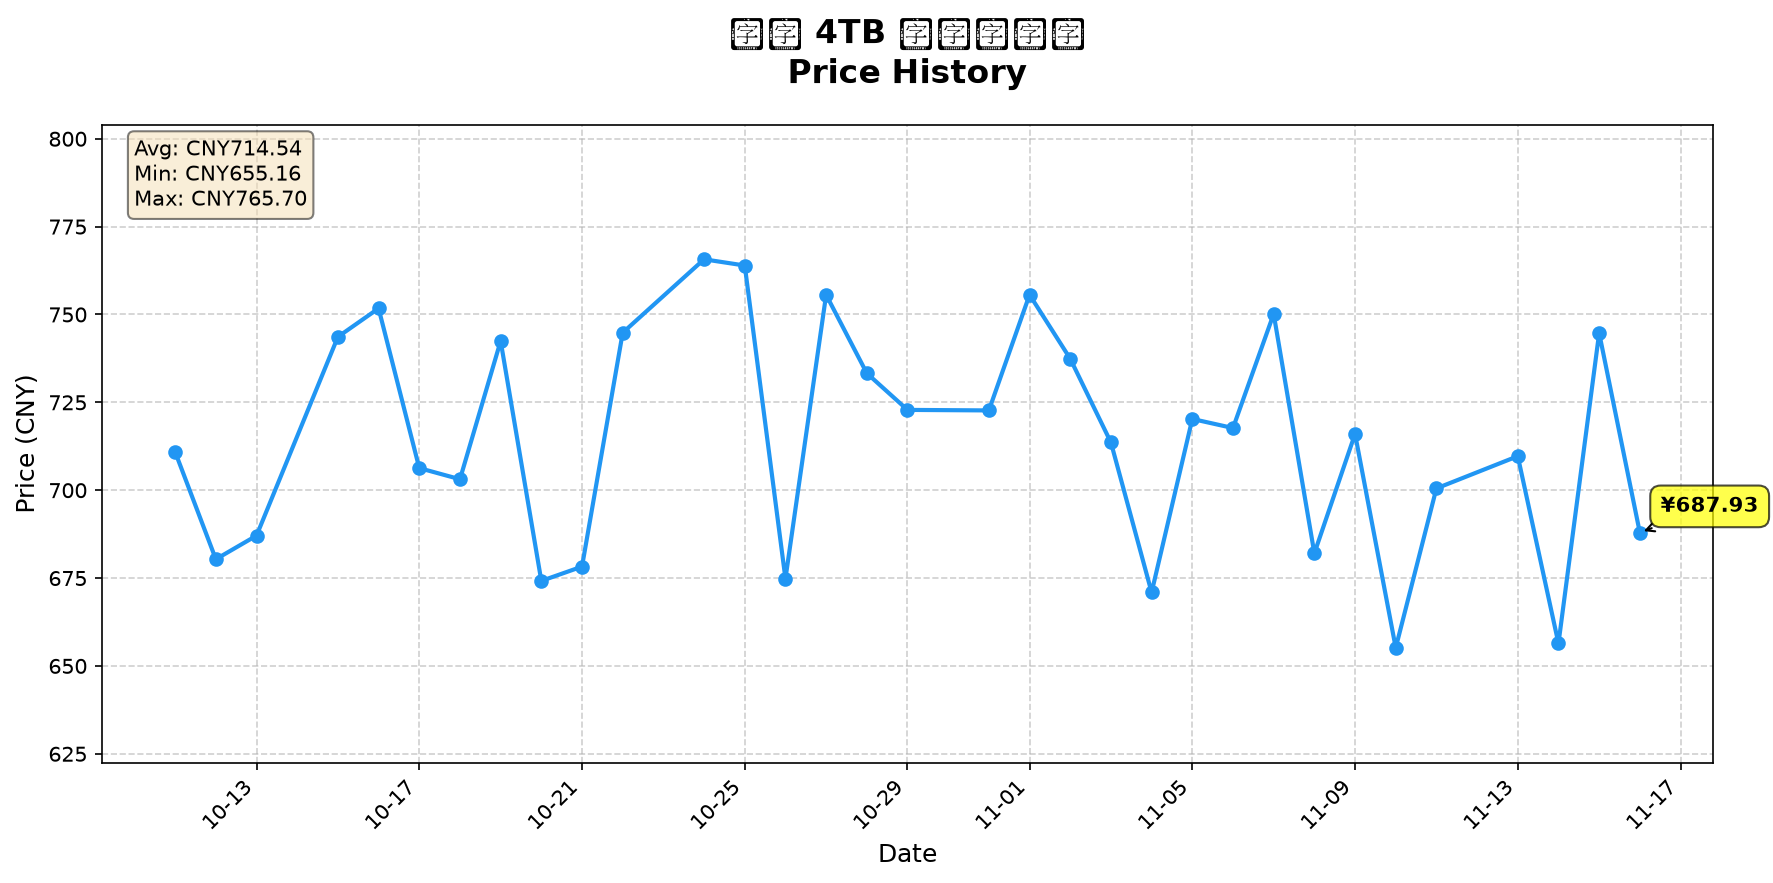 4TB
Price History
Avg: CNY714.54
Min: CNY655.16
Max: CNY765.70
800
775
750
725
700
675
650
625
Price (CNY)
¥687.93
10-13
10-17
10-21
10-25
10-29
11-01
11-05
11-09
11-13
11-17
Date